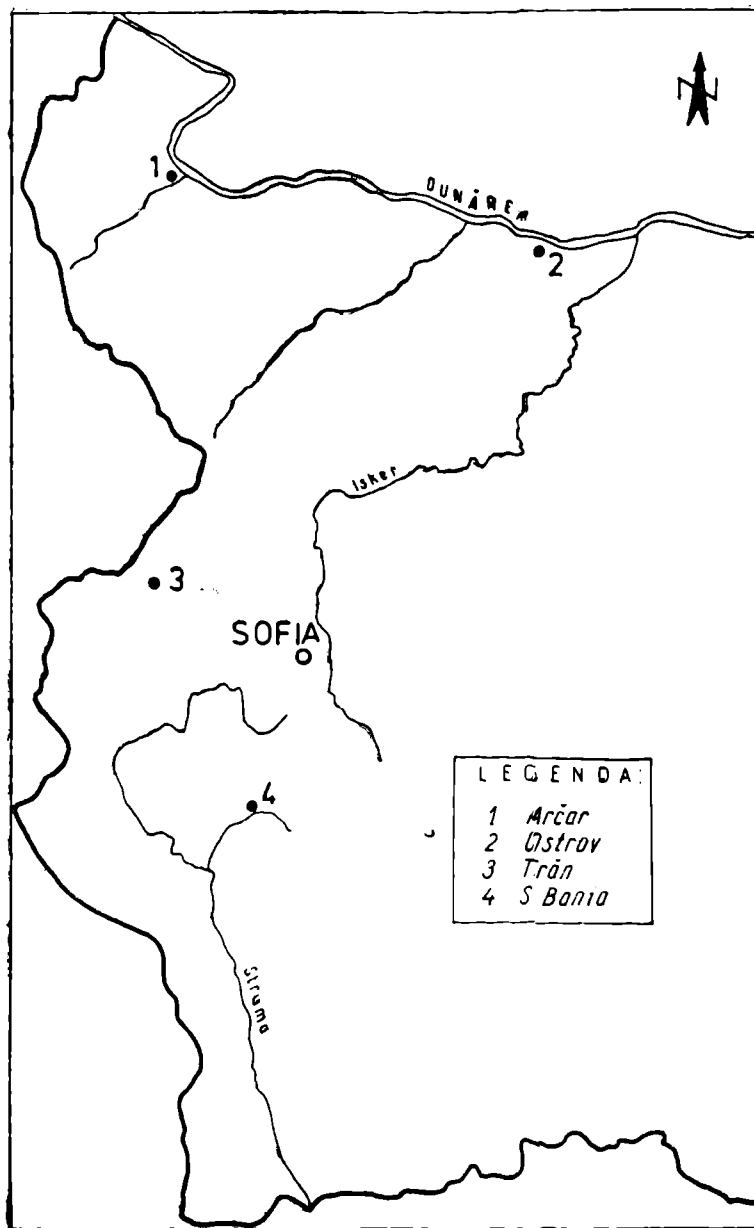 N
1
DUNĂREA
2
Isker
3
SOFIA
4
LEGENDA:
1 Arčar
2 Ostrov
3 Trăn
4 S Bania
Struma